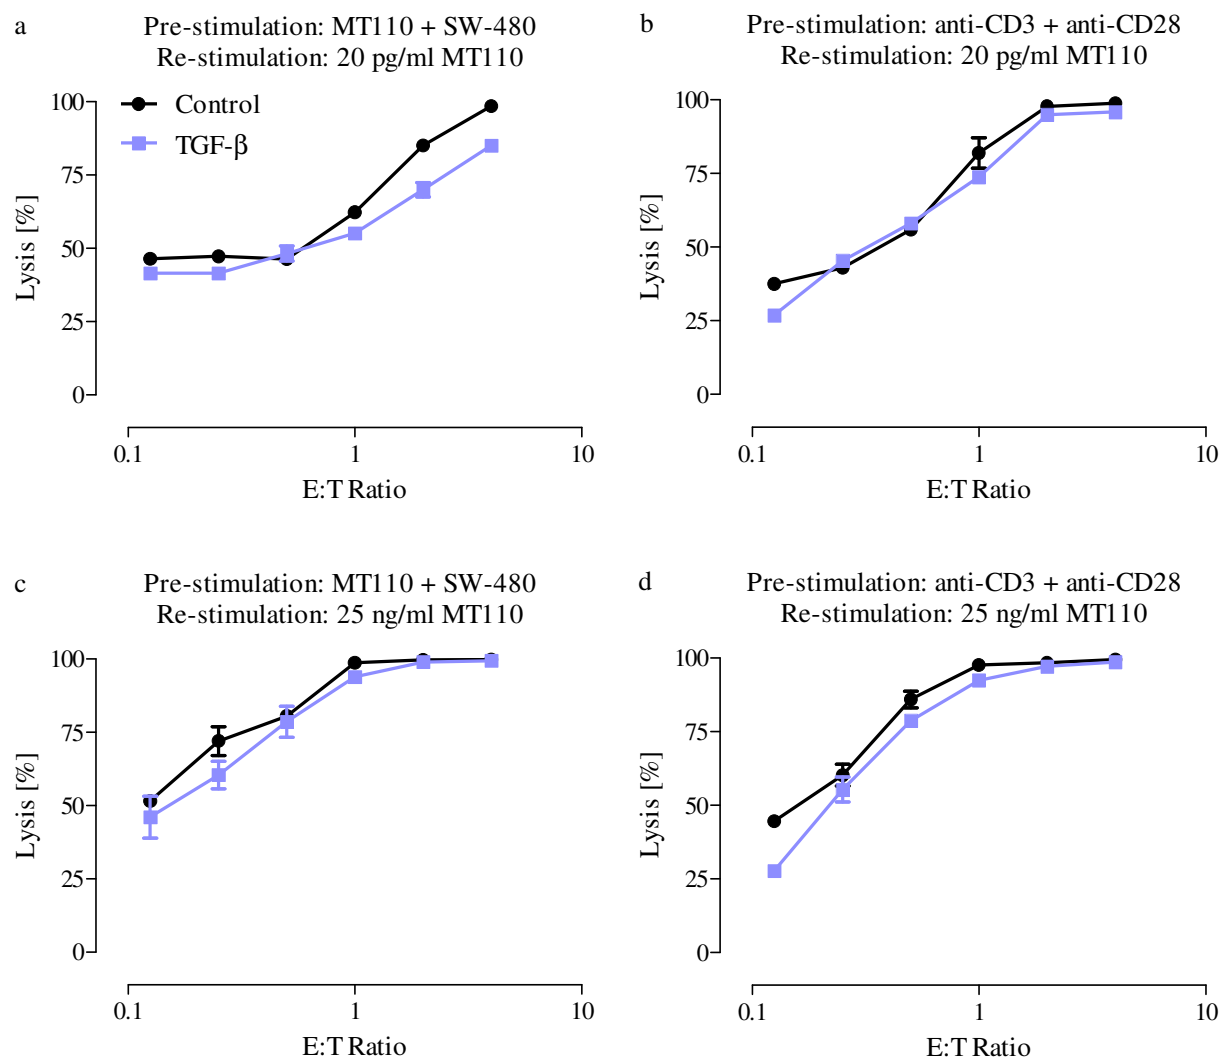 a
Pre-stimulation: MT110 + SW-480
Re-stimulation: 20 pg/ml MT110
100
75
50
25
0
Lysis [%]
Control
TGF-β
0.1
1
10
E:T Ratio
b
Pre-stimulation: anti-CD3 + anti-CD28
Re-stimulation: 20 pg/ml MT110
100
75
50
25
0
Lysis [%]
0.1
1
10
E:T Ratio
c
Pre-stimulation: MT110 + SW-480
Re-stimulation: 25 ng/ml MT110
100
75
50
25
0
Lysis [%]
0.1
1
10
E:T Ratio
d
Pre-stimulation: anti-CD3 + anti-CD28
Re-stimulation: 25 ng/ml MT110
100
75
50
25
0
Lysis [%]
0.1
1
10
E:T Ratio